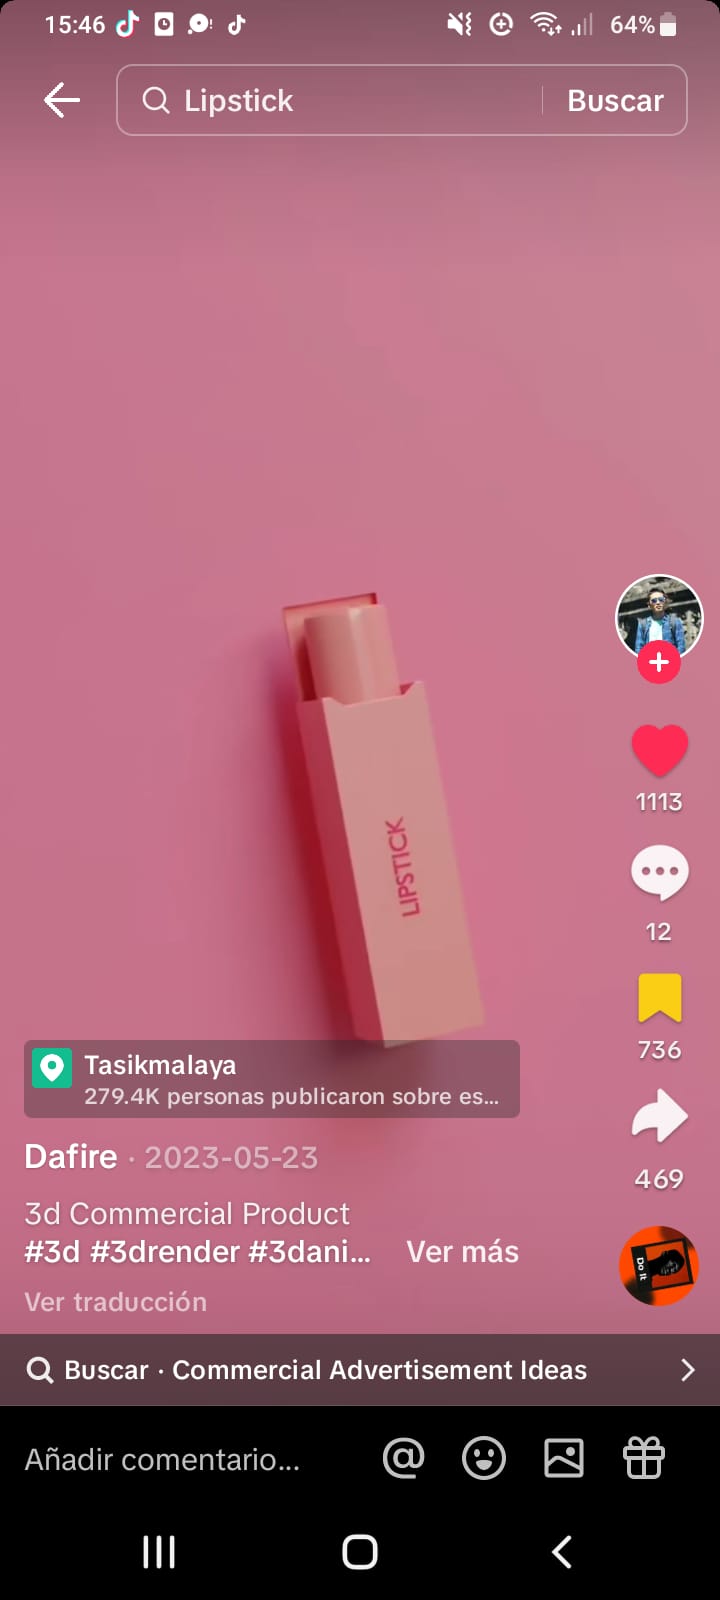 15:46
64%
Lipstick
Buscar
LIPSTICK
1113
12
736
469
Do It
Tasikmalaya
279.4K personas publicaron sobre es...
Dafire · 2023-05-23
3d Commercial Product
#3d #3drender #3dani... Ver más
Ver traducción
Buscar · Commercial Advertisement Ideas
Añadir comentario...